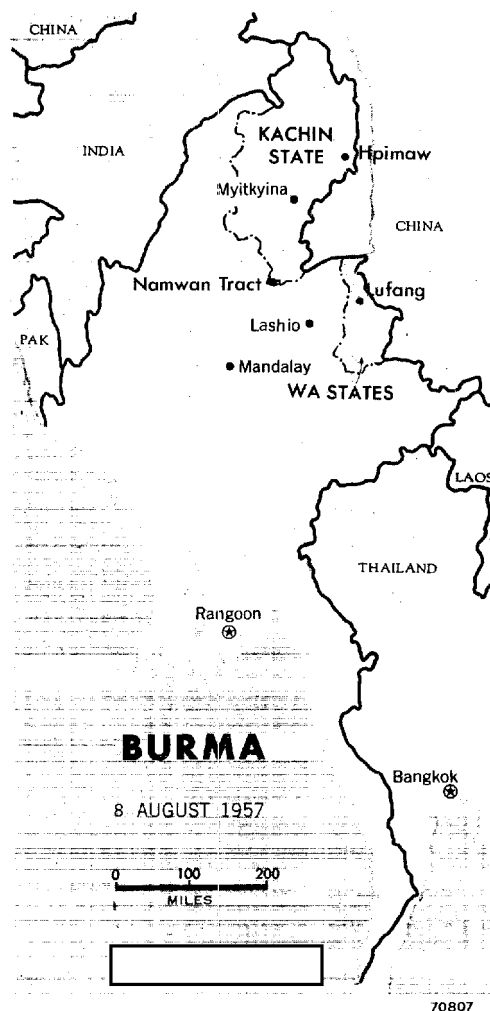 CHINA
INDIA
KACHIN
STATE
Hpimaw
Myitkyina
CHINA
Namwan Tract
Lufang
PAK
Lashio
Mandalay
WA STATES
LAOS
THAILAND
Rangoon
BURMA
Bangkok
8 AUGUST 1957
0 100 200
MILES
70807